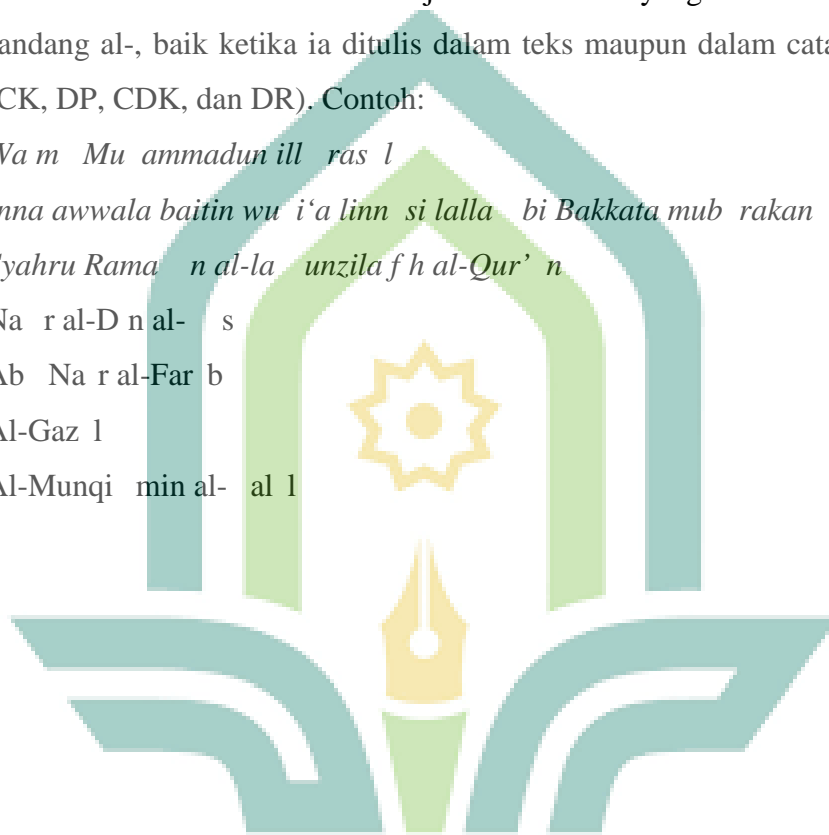 andang al-, baik ketika ia ditulis dalam teks maupun dalam cata
CK, DP, CDK, dan DR). Contoh:
Wa m Mu ammadun ill ras l
nna awwala baitin wu i‘a linn si lalla bi Bakkata mub rakan
yahru Rama n al-la unzila f h al-Qur’ n
Na r al-D n al- s
Ab Na r al-Far b
Al-Gaz l
Al-Munqi min al- al l